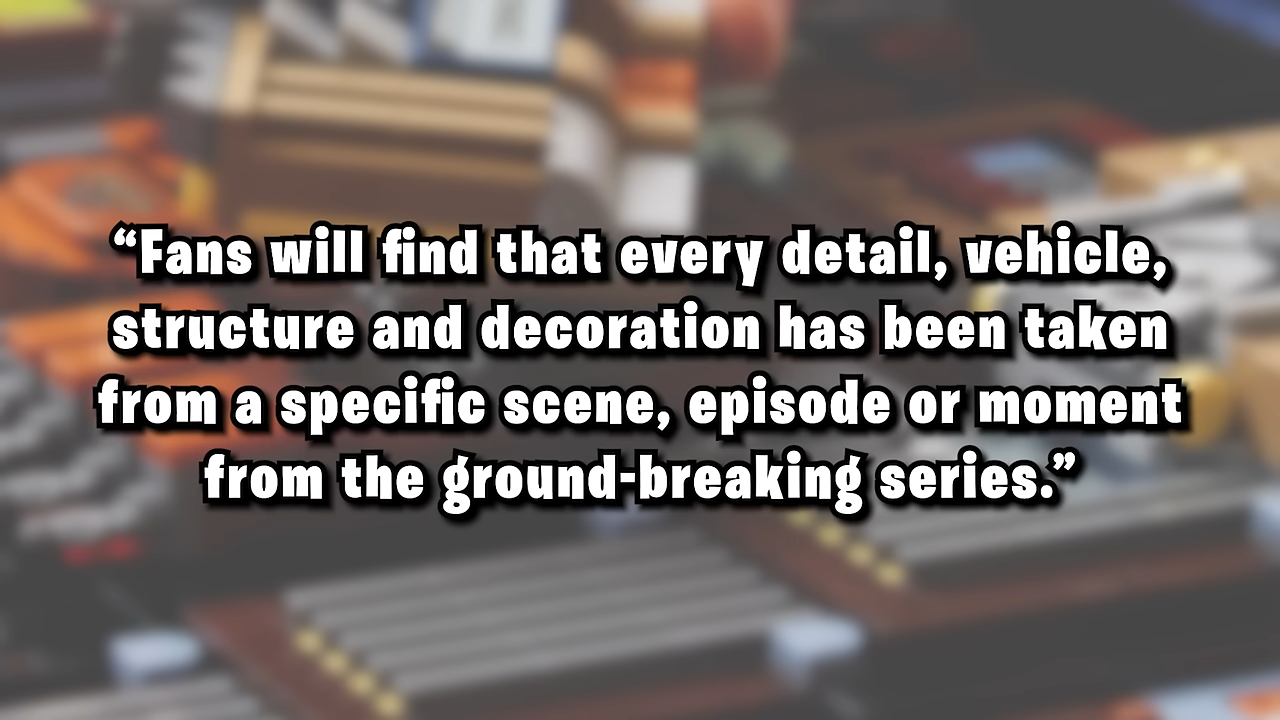 “Fans will find that every detail, vehicle,
structure and decoration has been taken
from a specific scene, episode or moment
from the ground-breaking series.”